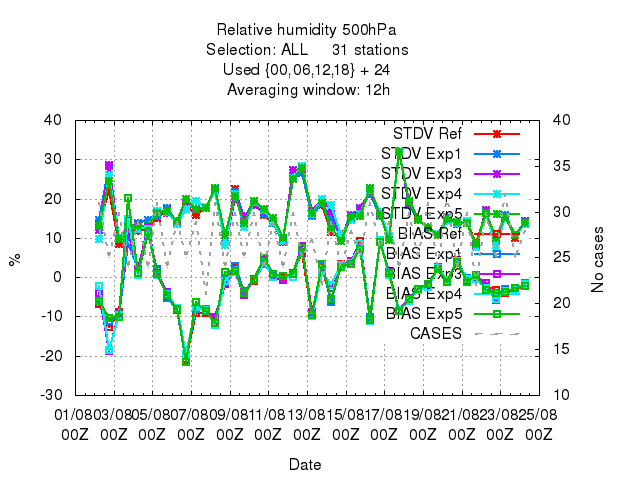 Relative humidity 500hPa
Selection: ALL 31 stations
Used {00,06,12,18} + 24
Averaging window: 12h
40 40
STDV Ref
STDV Exp1
30 35
STDV Exp3
STDV Exp4
20 STDV Exp5 30
BIAS Ref
10 BIAS Exp1 25
% No cases
0 BIAS Exp3
BIAS Exp4 20
-10 BIAS Exp5
CASES
-20 15
-30 10
01/08 03/08 05/08 07/08 09/08 11/08 13/08 15/08 17/08 19/08 21/08 23/08 25/08
00Z 00Z 00Z 00Z 00Z 00Z 00Z 00Z 00Z 00Z 00Z 00Z 00Z
Date